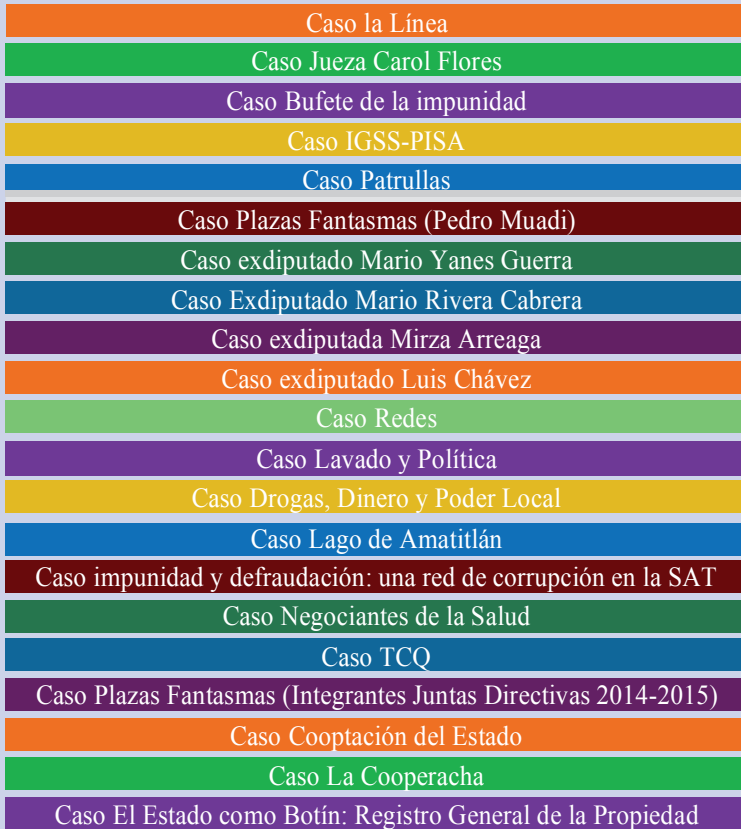 Caso la Línea
Caso Jueza Carol Flores
Caso Bufete de la impunidad
Caso IGSS-PISA
Caso Patrullas
Caso Plazas Fantasmas (Pedro Muadi)
Caso exdiputado Mario Yanes Guerra
Caso Exdiputado Mario Rivera Cabrera
Caso exdiputada Mirza Arreaga
Caso exdiputado Luis Chávez
Caso Redes
Caso Lavado y Política
Caso Drogas, Dinero y Poder Local
Caso Lago de Amatitlán
Caso impunidad y defraudación: una red de corrupción en la SAT
Caso Negociantes de la Salud
Caso TCQ
Caso Plazas Fantasmas (Integrantes Juntas Directivas 2014-2015)
Caso Cooptación del Estado
Caso La Cooperacha
Caso El Estado como Botín: Registro General de la Propiedad